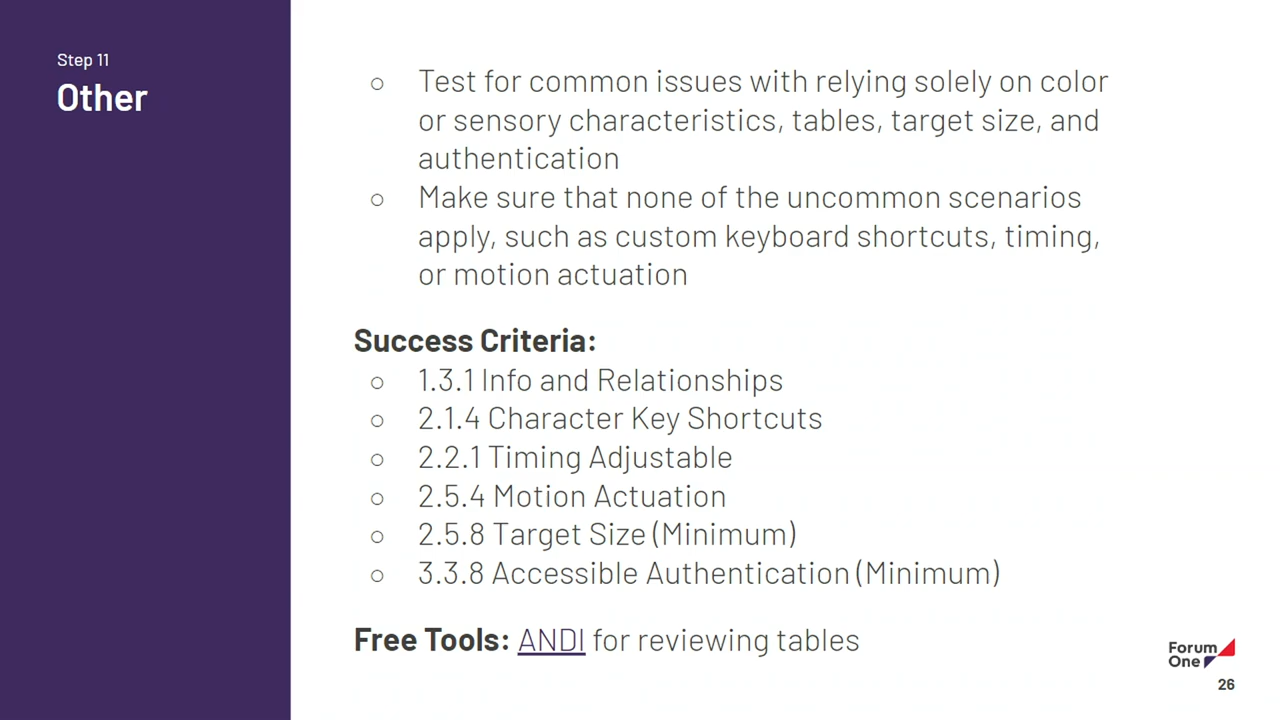 Step 11
Other
○ Test for common issues with relying solely on color
or sensory characteristics, tables, target size, and
authentication
○ Make sure that none of the uncommon scenarios
apply, such as custom keyboard shortcuts, timing,
or motion actuation
Success Criteria:
○ 1.3.1 Info and Relationships
○ 2.1.4 Character Key Shortcuts
○ 2.2.1 Timing Adjustable
○ 2.5.4 Motion Actuation
○ 2.5.8 Target Size (Minimum)
○ 3.3.8 Accessible Authentication (Minimum)
Free Tools: ANDI for reviewing tables
Forum
One
26